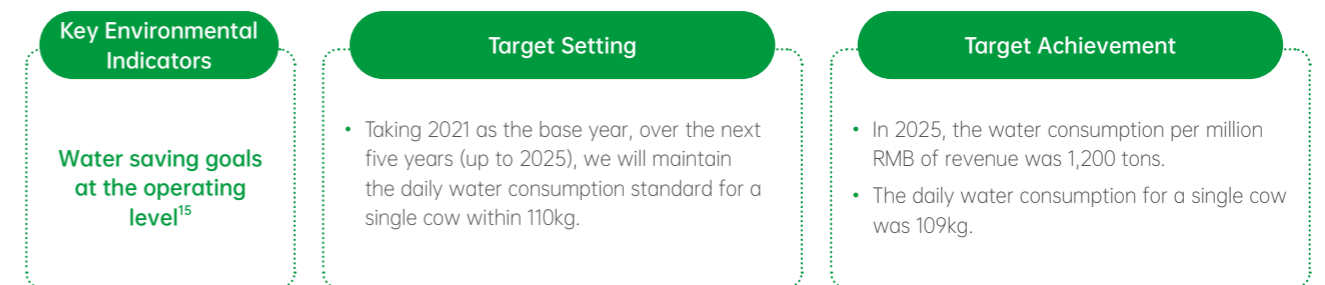 Key Environmental
Indicators
Target Setting
Target Achievement
Water saving goals
at the operating
level15
• Taking 2021 as the base year, over the next
five years (up to 2025), we will maintain
the daily water consumption standard for a
single cow within 110kg.
• In 2025, the water consumption per million
RMB of revenue was 1,200 tons.
• The daily water consumption for a single cow
was 109kg.